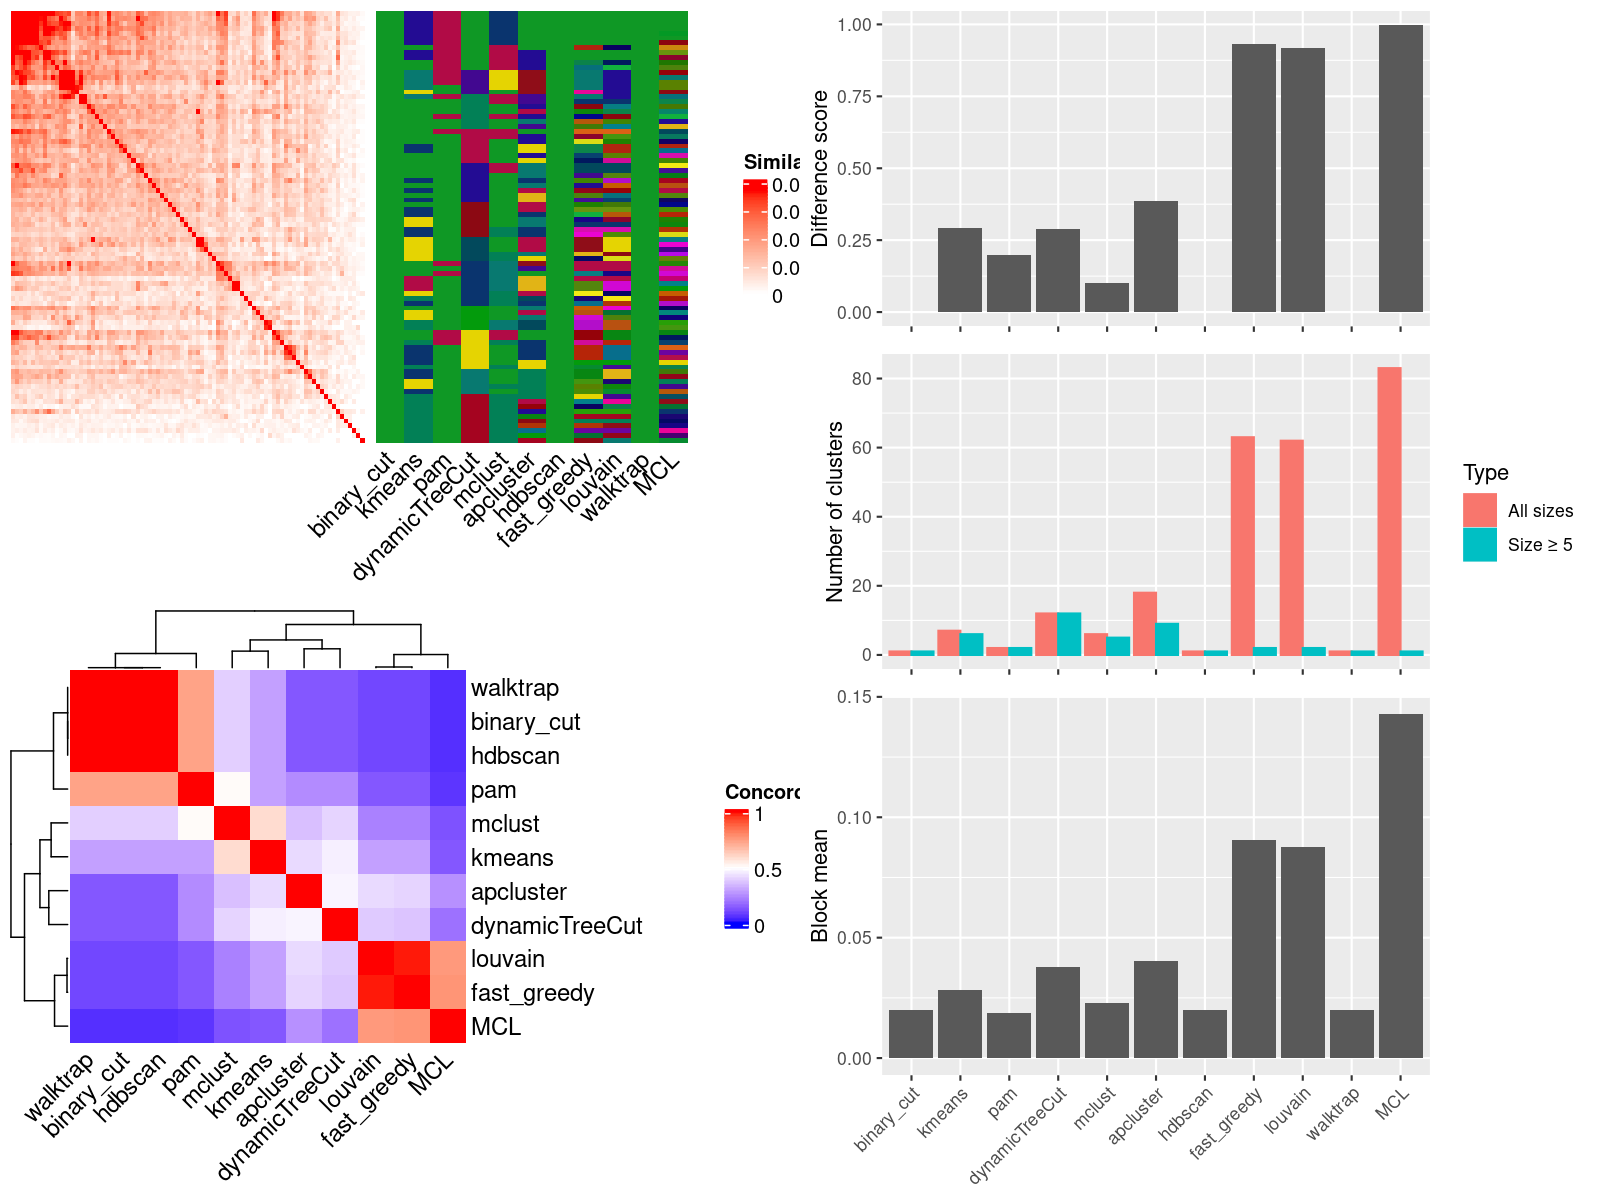 Simila
0.0
0.0
0.0
0.0
0
binary_cut
kmeans
pam
dynamicTreeCut
mclust
apcluster
hdbscan
fast_greedy
louvain
walktrap
MCL
walktrap
binary_cut
hdbscan
pam
mclust
kmeans
apcluster
dynamicTreeCut
louvain
fast_greedy
MCL
walktrap
binary_cut
hdbscan
pam
mclust
kmeans
apcluster
dynamicTreeCut
louvain
fast_greedy
MCL
Concord
1
0.5
0
Difference score
1.00
0.75
0.50
0.25
0.00
Number of clusters
80
60
40
20
0
Type
All sizes
Size ≥ 5
Block mean
0.15
0.10
0.05
0.00
binary_cut
kmeans
pam
dynamicTreeCut
mclust
apcluster
hdbscan
fast_greedy
louvain
walktrap
MCL